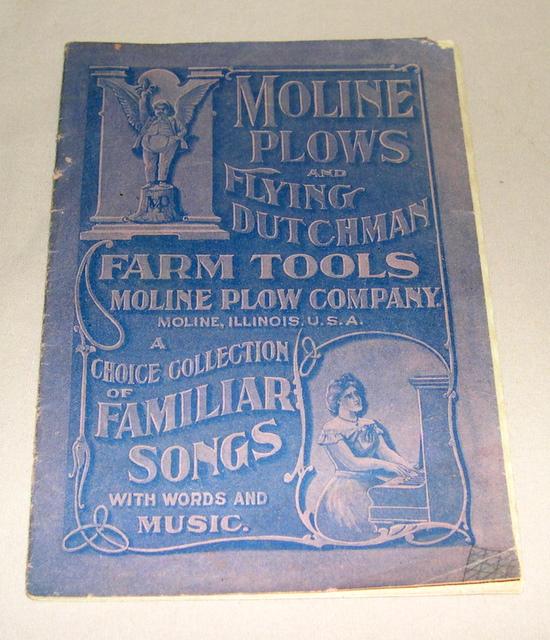 MOLINE
PLOWS
AND
FLYING
DUTCHMAN
FARM TOOLS
MOLINE PLOW COMPANY.
MOLINE, ILLINOIS. U.S.A.
A
CHOICE COLLECTION
OF
FAMILIAR
SONGS
WITH WORDS AND
MUSIC.